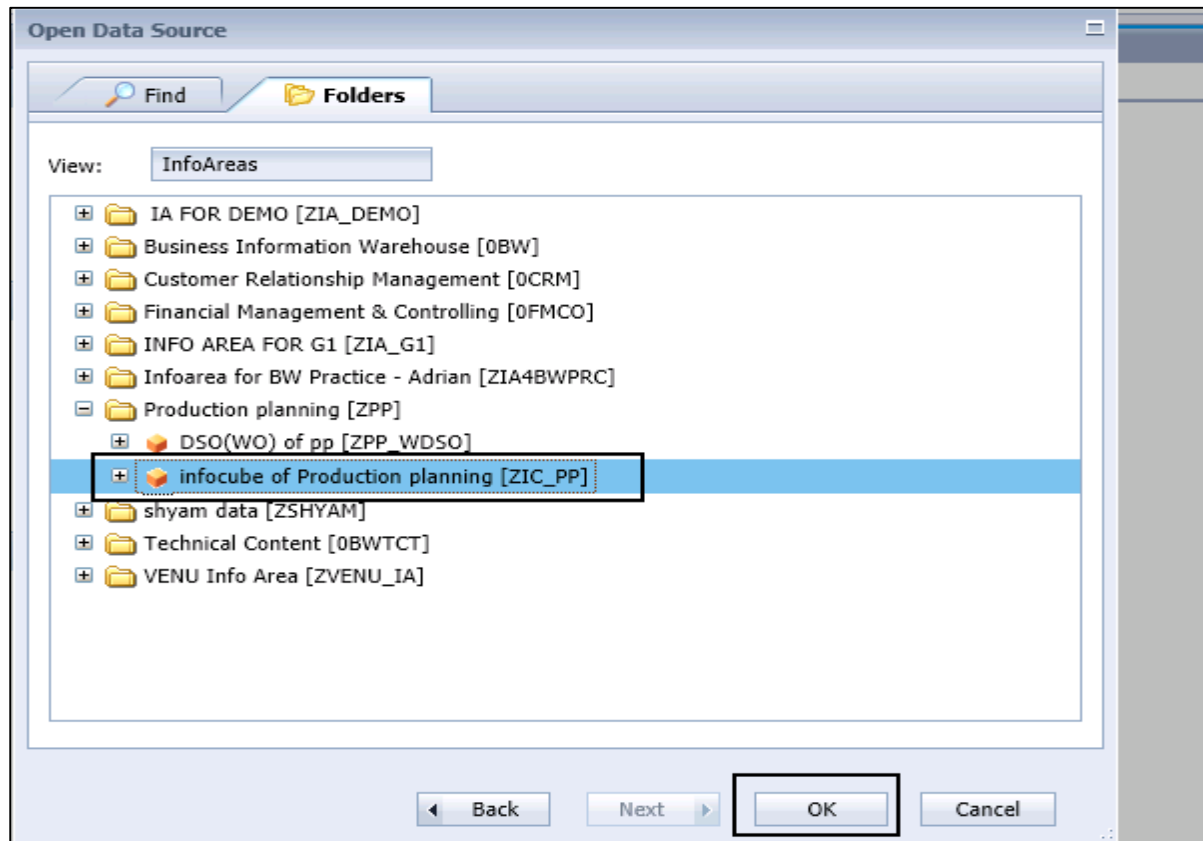 Open Data Source
Find Folders
View: InfoAreas
IA FOR DEMO [ZIA_DEMO]
Business Information Warehouse [0BW]
Customer Relationship Management [0CRM]
Financial Management & Controlling [0FMCO]
INFO AREA FOR G1 [ZIA_G1]
Infoarea for BW Practice - Adrian [ZIA4BWPRC]
Production planning [ZPP]
DSO(WO) of pp [ZPP_WDSO]
infocube of Production planning [ZIC_PP]
shyam data [ZSHYAM]
Technical Content [0BWTCT]
VENU Info Area [ZVENU_IA]
Back Next OK Cancel